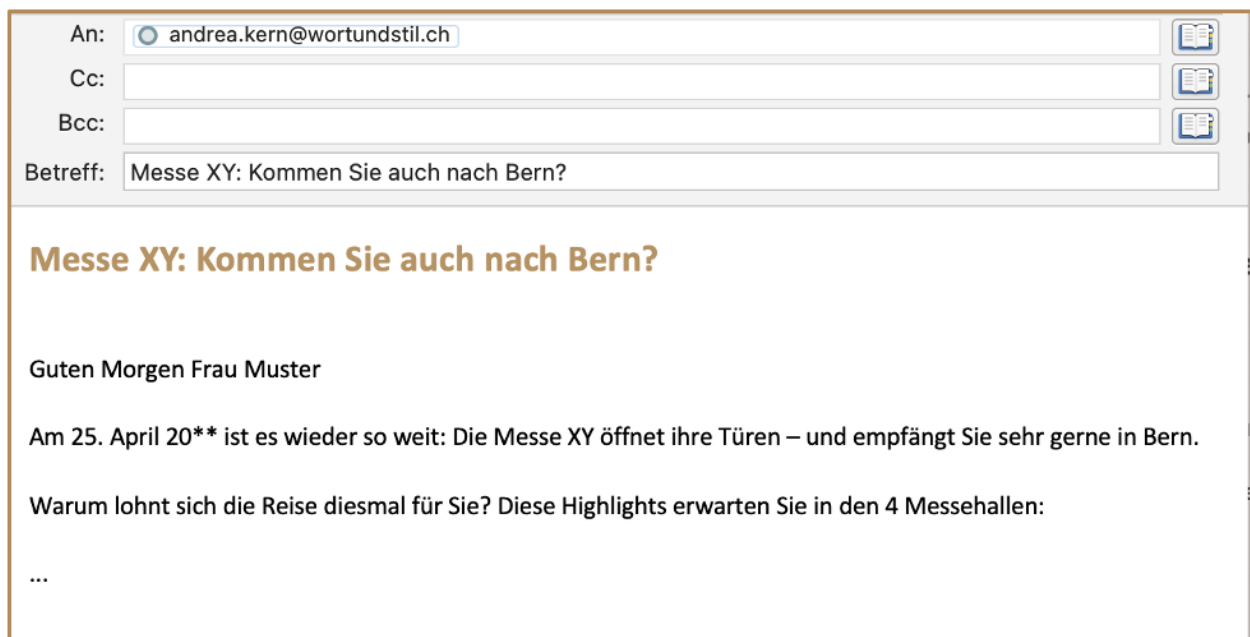 An: andrea.kern@wortundstil.ch
Cc:
Bcc:
Betreff: Messe XY: Kommen Sie auch nach Bern?
Messe XY: Kommen Sie auch nach Bern?
Guten Morgen Frau Muster
Am 25. April 20** ist es wieder so weit: Die Messe XY öffnet ihre Türen – und empfängt Sie sehr gerne in Bern.
Warum lohnt sich die Reise diesmal für Sie? Diese Highlights erwarten Sie in den 4 Messehallen:
...